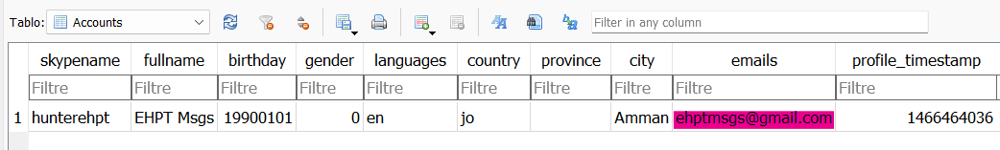 Tablo: Accounts Filter in any column
skypename fullname birthday gender languages country province city emails profile_timestamp
Filtre Filtre Filtre Filtre Filtre Filtre Filtre Filtre Filtre Filtre
1 hunterehpt EHPT Msgs 19900101 0 en jo Amman ehptmsgs@gmail.com 1466464036